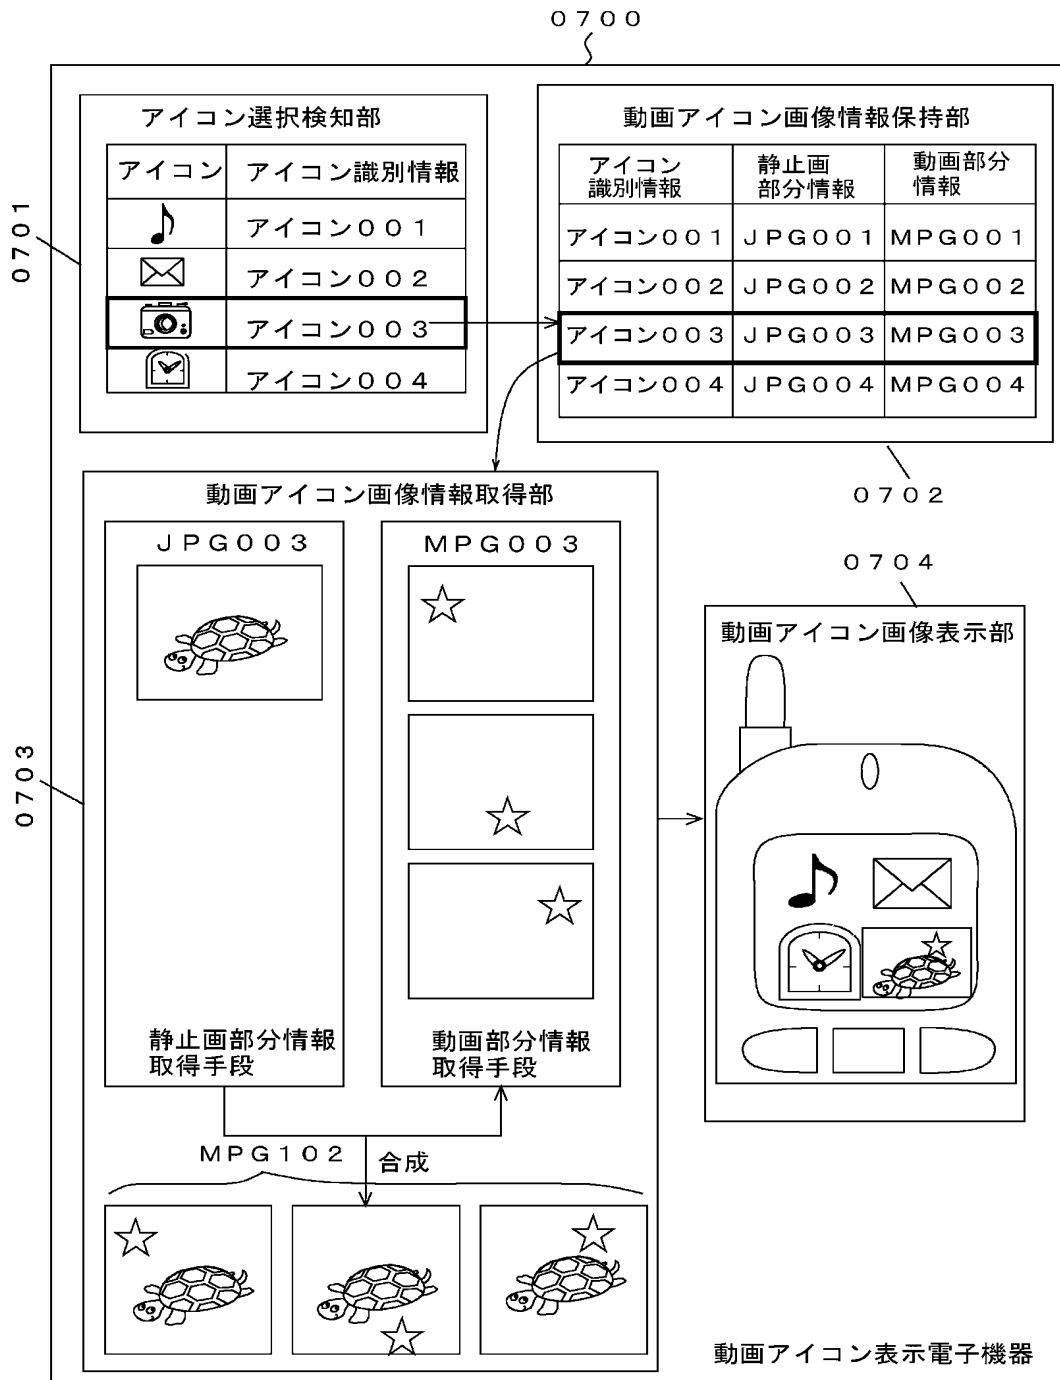 0700
アイコン選択検知部
アイコン アイコン識別情報
アイコン001
アイコン002
アイコン003
アイコン004
0701
動画アイコン画像情報保持部
アイコン
識別情報
静止画
部分情報
動画部分
情報
アイコン001 JPG001 MPG001
アイコン002 JPG002 MPG002
アイコン003 JPG003 MPG003
アイコン004 JPG004 MPG004
0702
動画アイコン画像情報取得部
JPG003
静止画部分情報
取得手段
MPG003
動画部分情報
取得手段
0703
MPG102
合成
0704
動画アイコン画像表示部
動画アイコン表示電子機器